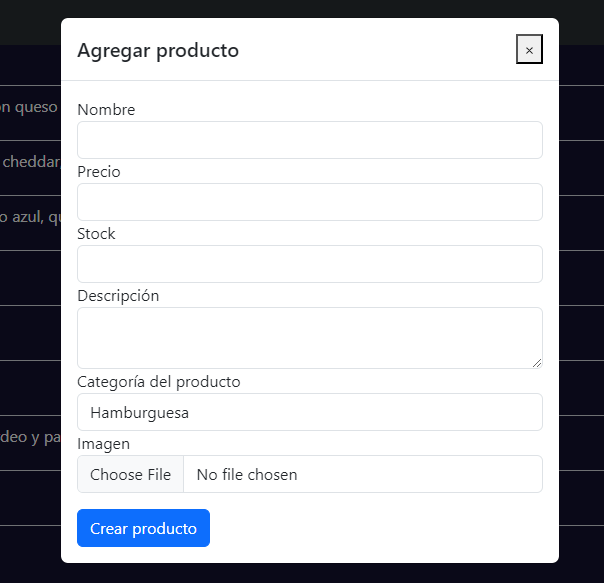 Agregar producto ×
Nombre
on queso
Precio
cheddar,
Stock
o azul, qu
Descripción
Categoría del producto
Hamburguesa
deo y pa
Imagen
Choose File No file chosen
Crear producto